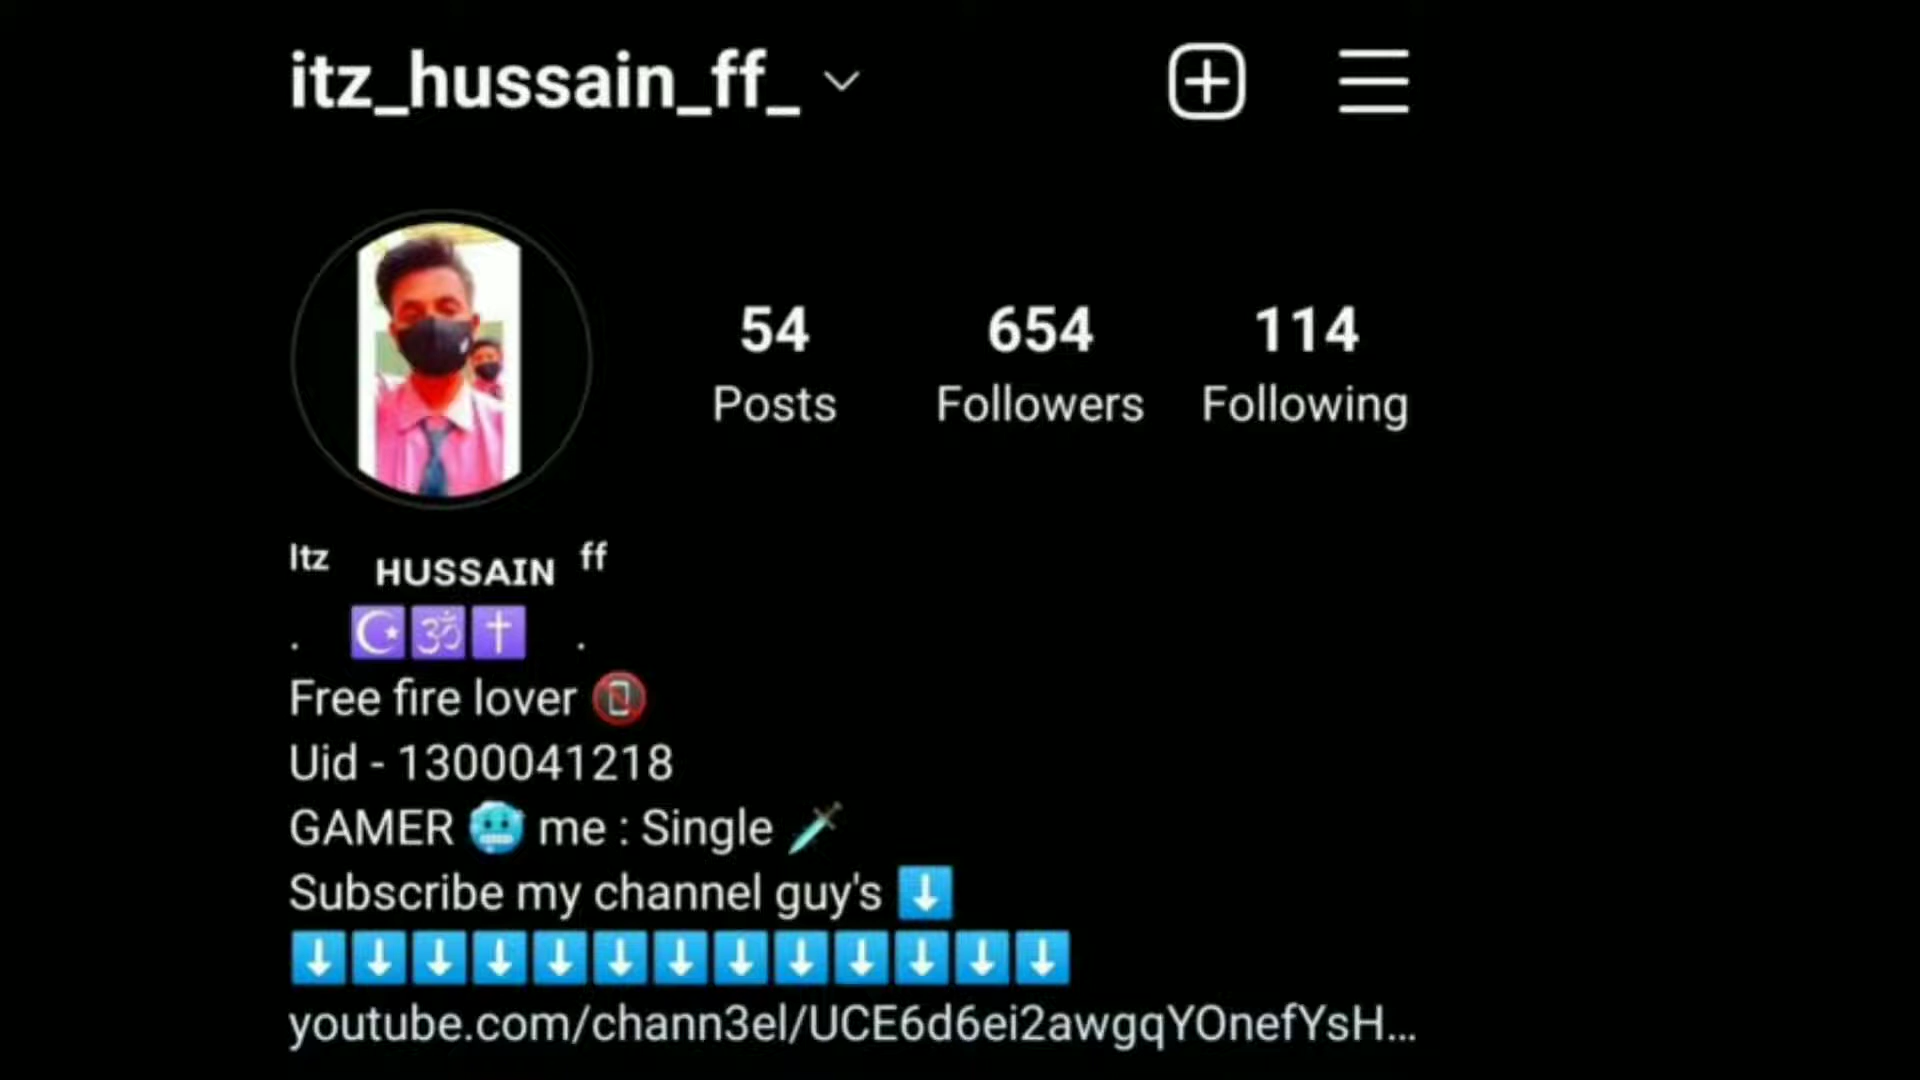 itz_hussain_ff_
54 654 114
Posts Followers Following
Itz HUSSAIN ff
. ☪️🕉️✝️ .
Free fire lover 📵
Uid - 1300041218
GAMER 🥶 me : Single 🗡️
Subscribe my channel guy's ⬇️
⬇️⬇️⬇️⬇️⬇️⬇️⬇️⬇️⬇️⬇️⬇️⬇️⬇️
youtube.com/chann3el/UCE6d6ei2awgqYOnefYsH...